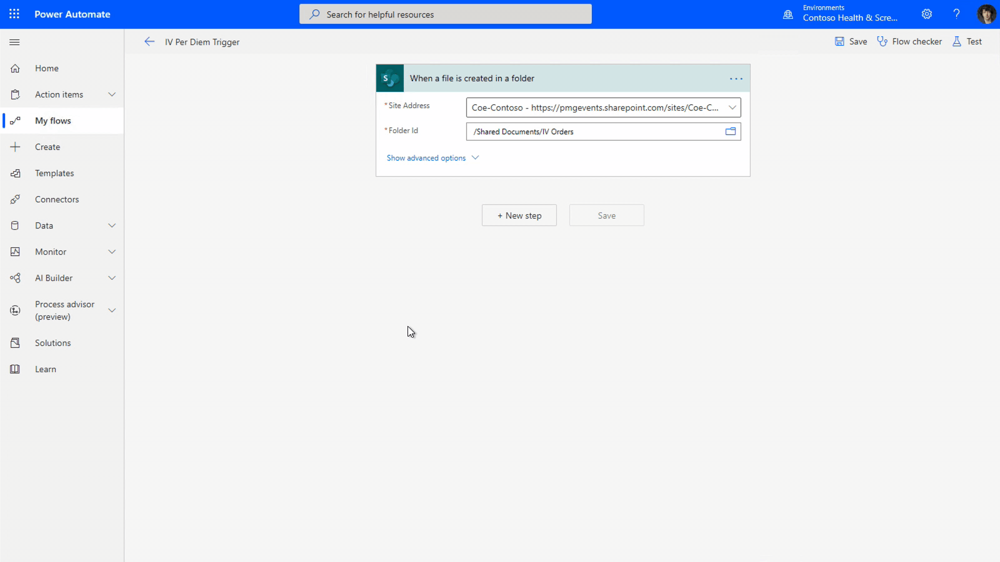 Power Automate
Search for helpful resources
Environments
Contoso Health & Scre...
?
IV Per Diem Trigger
Save
Flow checker
Test
Home
Action items
My flows
Create
Templates
Connectors
Data
Monitor
AI Builder
Process advisor
(preview)
Solutions
Learn
S
When a file is created in a folder
...
*Site Address
Coe-Contoso - https://pmgevents.sharepoint.com/sites/Coe-C...
*Folder Id
/Shared Documents/IV Orders
Show advanced options
+ New step
Save